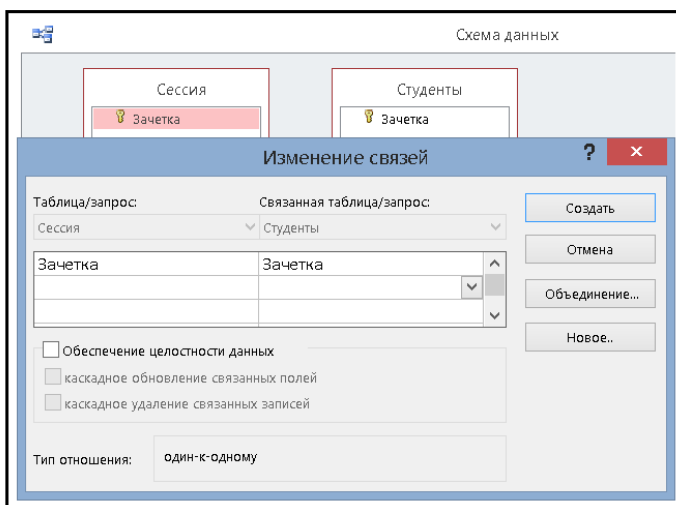 Схема данных
Сессия Студенты
Зачетка Зачетка
Изменение связей ?
Таблица/запрос: Связанная таблица/запрос:
Создать
Сессия Студенты
Отмена
Зачетка Зачетка
Объединение...
Новое..
Обеспечение целостности данных
каскадное обновление связанных полей
каскадное удаление связанных записей
Тип отношения: один-к-одному